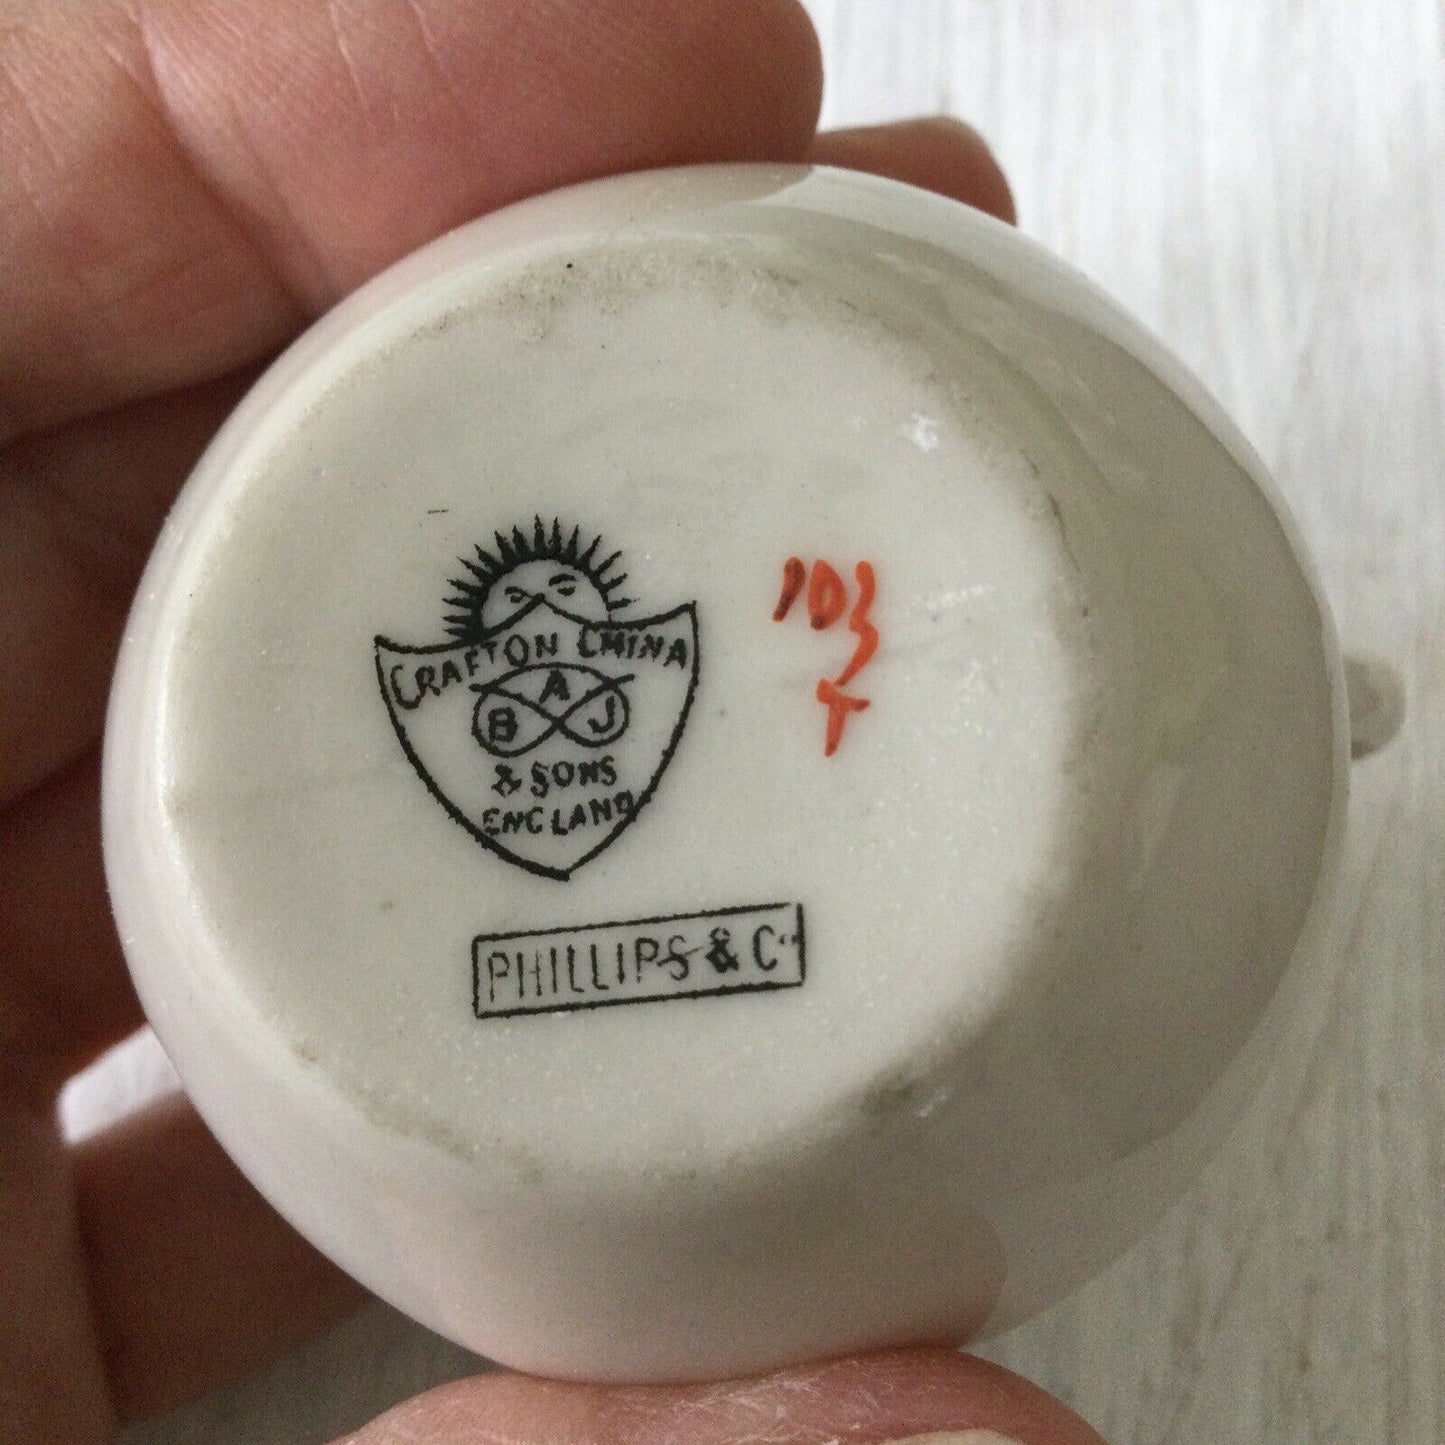 CRAFTON CHINA
A
B J
& SONS
ENGLAND
PHILLIPS & Co
103
T